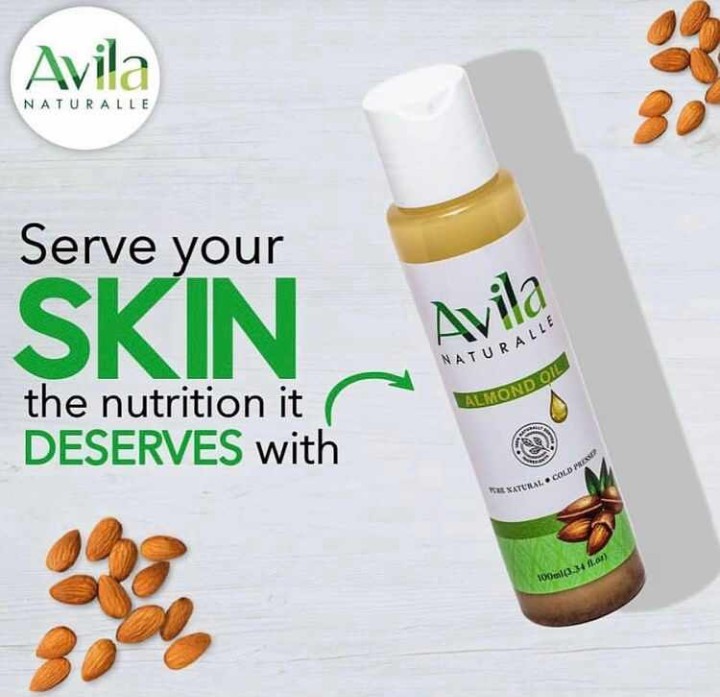 Avila
NATURALLE
Serve your
SKIN
the nutrition it
DESERVES with
Avila
NATURALLE
ALMOND OIL
PURE NATURAL • COLD PRESSED
100ml(3.34 fl.oz)